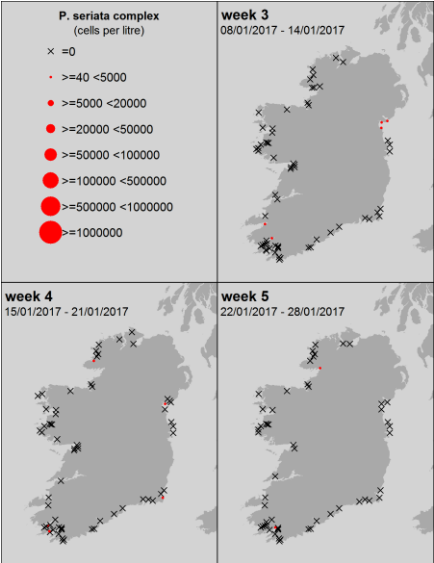 P. seriata complex
(cells per litre)
=0
>=40 <5000
>=5000 <20000
>=20000 <50000
>=50000 <100000
>=100000 <500000
>=500000 <1000000
>=1000000
week 3
08/01/2017 - 14/01/2017
week 4
15/01/2017 - 21/01/2017
week 5
22/01/2017 - 28/01/2017